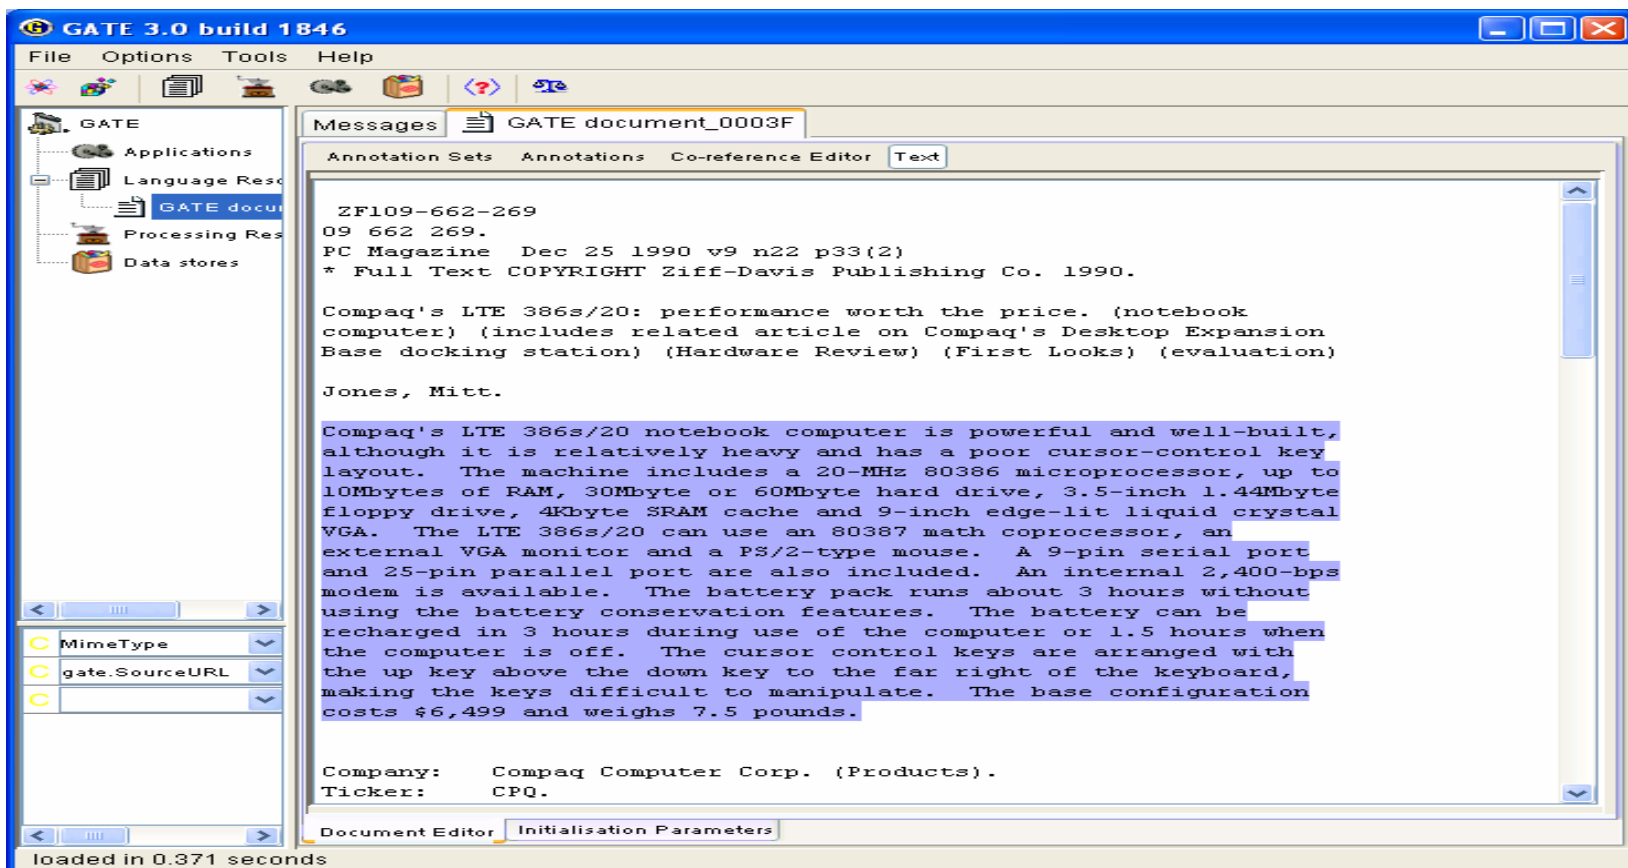 GATE 3.0 build 1846
File Options Tools Help
GATE
Applications
Language Reso
GATE docu
Processing Res
Data stores
MimeType
gate.SourceURL
Messages GATE document_0003F
Annotation Sets Annotations Co-reference Editor Text
ZF109-662-269
09 662 269.
PC Magazine Dec 25 1990 v9 n22 p33(2)
* Full Text COPYRIGHT Ziff-Davis Publishing Co. 1990.
Compaq's LTE 386s/20: performance worth the price. (notebook
computer) (includes related article on Compaq's Desktop Expansion
Base docking station) (Hardware Review) (First Looks) (evaluation)
Jones, Mitt.
Compaq's LTE 386s/20 notebook computer is powerful and well-built,
although it is relatively heavy and has a poor cursor-control key
layout. The machine includes a 20-MHz 80386 microprocessor, up to
10Mbytes of RAM, 30Mbyte or 60Mbyte hard drive, 3.5-inch 1.44Mbyte
floppy drive, 4Kbyte SRAM cache and 9-inch edge-lit liquid crystal
VGA. The LTE 386s/20 can use an 80387 math coprocessor, an
external VGA monitor and a PS/2-type mouse. A 9-pin serial port
and 25-pin parallel port are also included. An internal 2,400-bps
modem is available. The battery pack runs about 3 hours without
using the battery conservation features. The battery can be
recharged in 3 hours during use of the computer or 1.5 hours when
the computer is off. The cursor control keys are arranged with
the up key above the down key to the far right of the keyboard,
making the keys difficult to manipulate. The base configuration
costs $6,499 and weighs 7.5 pounds.
Company: Compaq Computer Corp. (Products).
Ticker: CPQ.
Document Editor Initialisation Parameters
loaded in 0.371 seconds